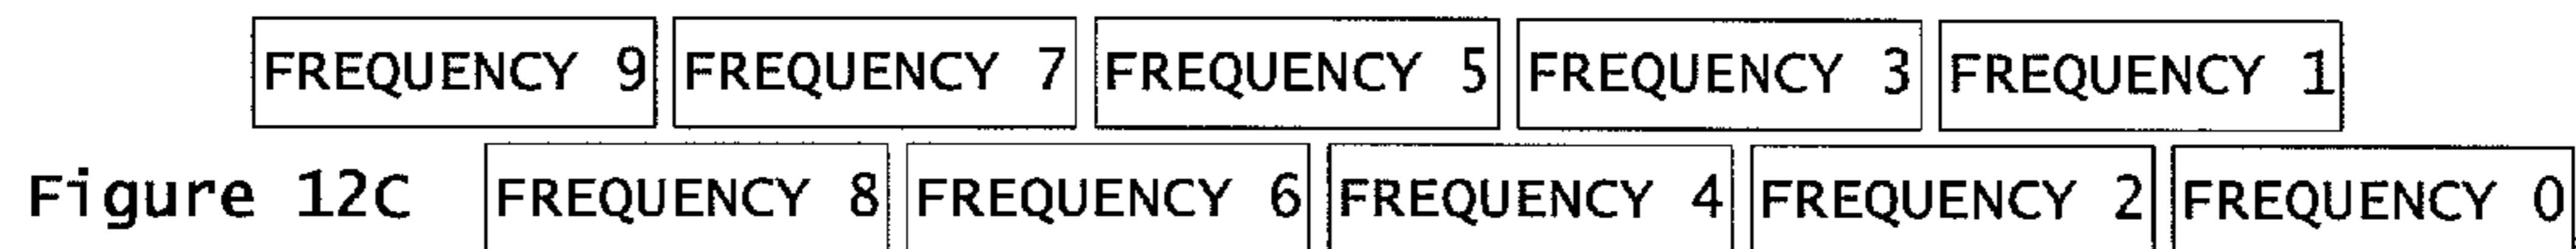 FREQUENCY 9 FREQUENCY 7 FREQUENCY 5 FREQUENCY 3 FREQUENCY 1
Figure 12C FREQUENCY 8 FREQUENCY 6 FREQUENCY 4 FREQUENCY 2 FREQUENCY 0